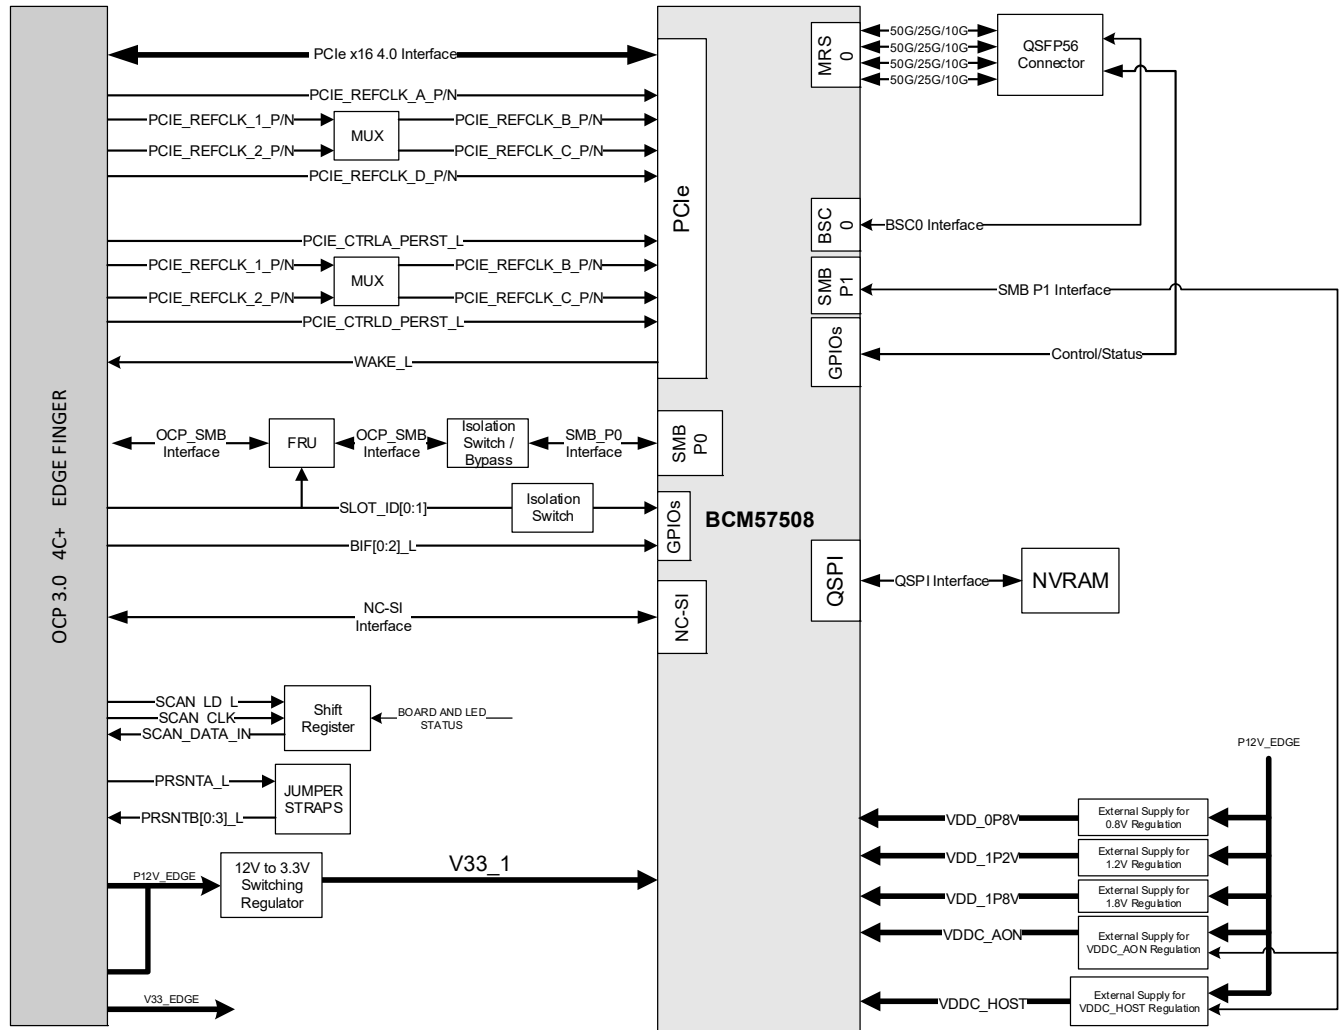 OCP 3.0 4C+ EDGE FINGER
PCIe x16 4.0 Interface
PCIE_REFCLK_A_P/N
PCIE_REFCLK_1_P/N
MUX
PCIE_REFCLK_B_P/N
PCIE_REFCLK_2_P/N
PCIE_REFCLK_C_P/N
PCIE_REFCLK_D_P/N
PCIE_CTRLA_PERST_L
PCIE_REFCLK_1_P/N
MUX
PCIE_REFCLK_B_P/N
PCIE_REFCLK_2_P/N
PCIE_REFCLK_C_P/N
PCIE_CTRLD_PERST_L
WAKE_L
PCIe
OCP_SMB
Interface
FRU
OCP_SMB
Interface
Isolation
Switch /
Bypass
SMB_P0
Interface
SMB
P0
SLOT_ID[0:1]
Isolation
Switch
BIF[0:2]_L
GPIOs
NC-SI
Interface
NC-SI
SCAN_LD_L
SCAN_CLK
SCAN_DATA_IN
Shift
Register
BOARD AND LED
STATUS
PRSNTA_L
PRSNTB[0:3]_L
JUMPER
STRAPS
P12V_EDGE
12V to 3.3V
Switching
Regulator
V33_1
V33_EDGE
BCM57508
MRS
0
50G/25G/10G
50G/25G/10G
50G/25G/10G
50G/25G/10G
QSFP56
Connector
BSC
0
BSC0 Interface
SMB
P1
SMB P1 Interface
GPIOs
Control/Status
QSPI
QSPI Interface
NVRAM
P12V_EDGE
VDD_0P8V
External Supply for
0.8V Regulation
VDD_1P2V
External Supply for
1.2V Regulation
VDD_1P8V
External Supply for
1.8V Regulation
VDDC_AON
External Supply for
VDDC_AON Regulation
VDDC_HOST
External Supply for
VDDC_HOST Regulation